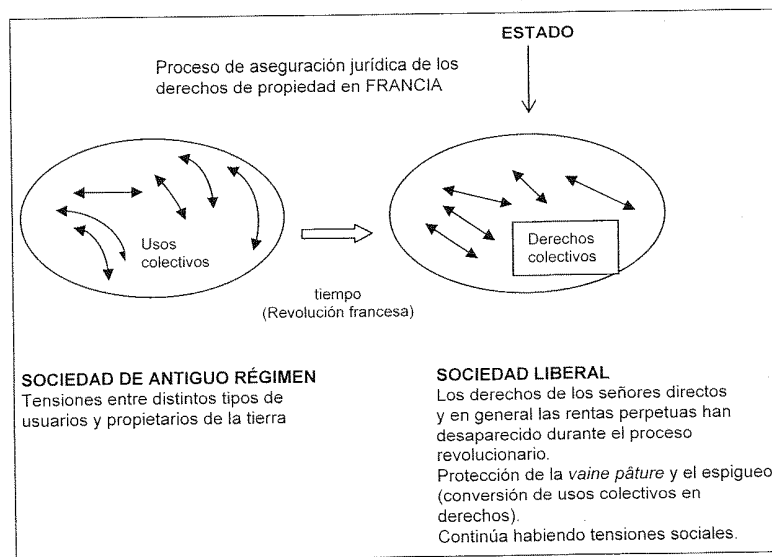 ESTADO
Proceso de aseguración jurídica de los
derechos de propiedad en FRANCIA
Usos
colectivos
Derechos
colectivos
tiempo
(Revolución francesa)
SOCIEDAD DE ANTIGUO RÉGIMEN
Tensiones entre distintos tipos de
usuarios y propietarios de la tierra
SOCIEDAD LIBERAL
Los derechos de los señores directos
y en general las rentas perpetuas han
desaparecido durante el proceso
revolucionario.
Protección de la vaine pâture y el espigueo
(conversión de usos colectivos en
derechos).
Continúa habiendo tensiones sociales.